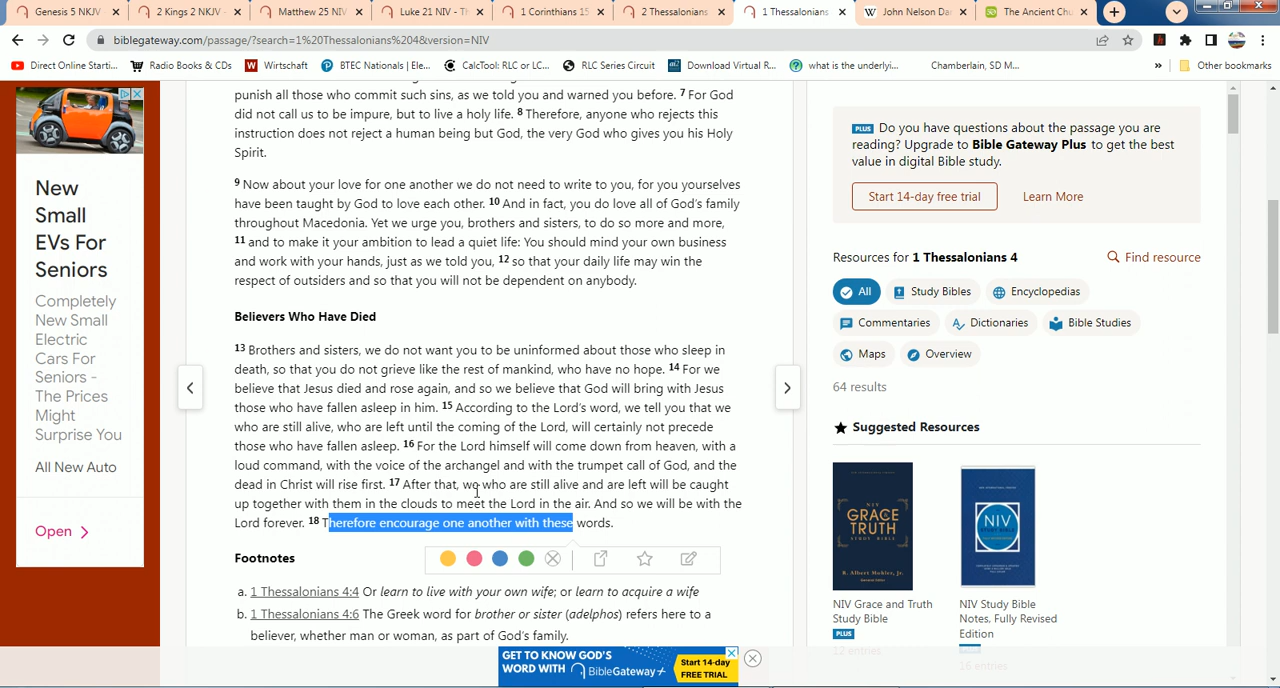 Genesis 5 NKJV
2 Kings 2 NKJV -
Matthew 25 NIV
Luke 21 NIV - Th
1 Corinthians 15
2 Thessalonians
1 Thessalonians
John Nelson Da
The Ancient Chu
biblegateway.com/passage/?search=1%20Thessalonians%204&version=NIV
Direct Online Starti...
Radio Books & CDs
Wirtschaft
BTEC Nationals | Ele...
CalcTool: RLC or LC...
RLC Series Circuit
Download Virtual R...
what is the underlyi...
Chamberlain, SD M...
»
Other bookmarks
New
Small
EVs For
Seniors
Completely
New Small
Electric
Cars For
Seniors -
The Prices
Might
Surprise You
All New Auto
Open
punish all those who commit such sins, as we told you and warned you before. 7 For God
did not call us to be impure, but to live a holy life. 8 Therefore, anyone who rejects this
instruction does not reject a human being but God, the very God who gives you his Holy
Spirit.
9 Now about your love for one another we do not need to write to you, for you yourselves
have been taught by God to love each other. 10 And in fact, you do love all of God's family
throughout Macedonia. Yet we urge you, brothers and sisters, to do so more and more,
11 and to make it your ambition to lead a quiet life: You should mind your own business
and work with your hands, just as we told you, 12 so that your daily life may win the
respect of outsiders and so that you will not be dependent on anybody.
Believers Who Have Died
13 Brothers and sisters, we do not want you to be uninformed about those who sleep in
death, so that you do not grieve like the rest of mankind, who have no hope. 14 For we
believe that Jesus died and rose again, and so we believe that God will bring with Jesus
those who have fallen asleep in him. 15 According to the Lord's word, we tell you that we
who are still alive, who are left until the coming of the Lord, will certainly not precede
those who have fallen asleep. 16 For the Lord himself will come down from heaven, with a
loud command, with the voice of the archangel and with the trumpet call of God, and the
dead in Christ will rise first. 17 After that, we who are still alive and are left will be caught
up together with them in the clouds to meet the Lord in the air. And so we will be with the
Lord forever. 18 Therefore encourage one another with these words.
Footnotes
a. 1 Thessalonians 4:4 Or learn to live with your own wife; or learn to acquire a wife
b. 1 Thessalonians 4:6 The Greek word for brother or sister (adelphos) refers here to a
believer, whether man or woman, as part of God's family.
PLUS Do you have questions about the passage you are
reading? Upgrade to Bible Gateway Plus to get the best
value in digital Bible study.
Start 14-day free trial
Learn More
Resources for 1 Thessalonians 4
Find resource
All
Study Bibles
Encyclopedias
Commentaries
Dictionaries
Bible Studies
Maps
Overview
64 results
Suggested Resources
NIV
GRACE
AND
TRUTH
STUDY BIBLE
R. Albert Mohler, Jr.
NIV
STUDY BIBLE
NIV Grace and Truth
Study Bible
PLUS
12 entries
NIV Study Bible
Notes, Fully Revised
Edition
16 entries
GET TO KNOW GOD'S
WORD WITH
BIBLEGATEWAY+
Start 14-day
FREE TRIAL